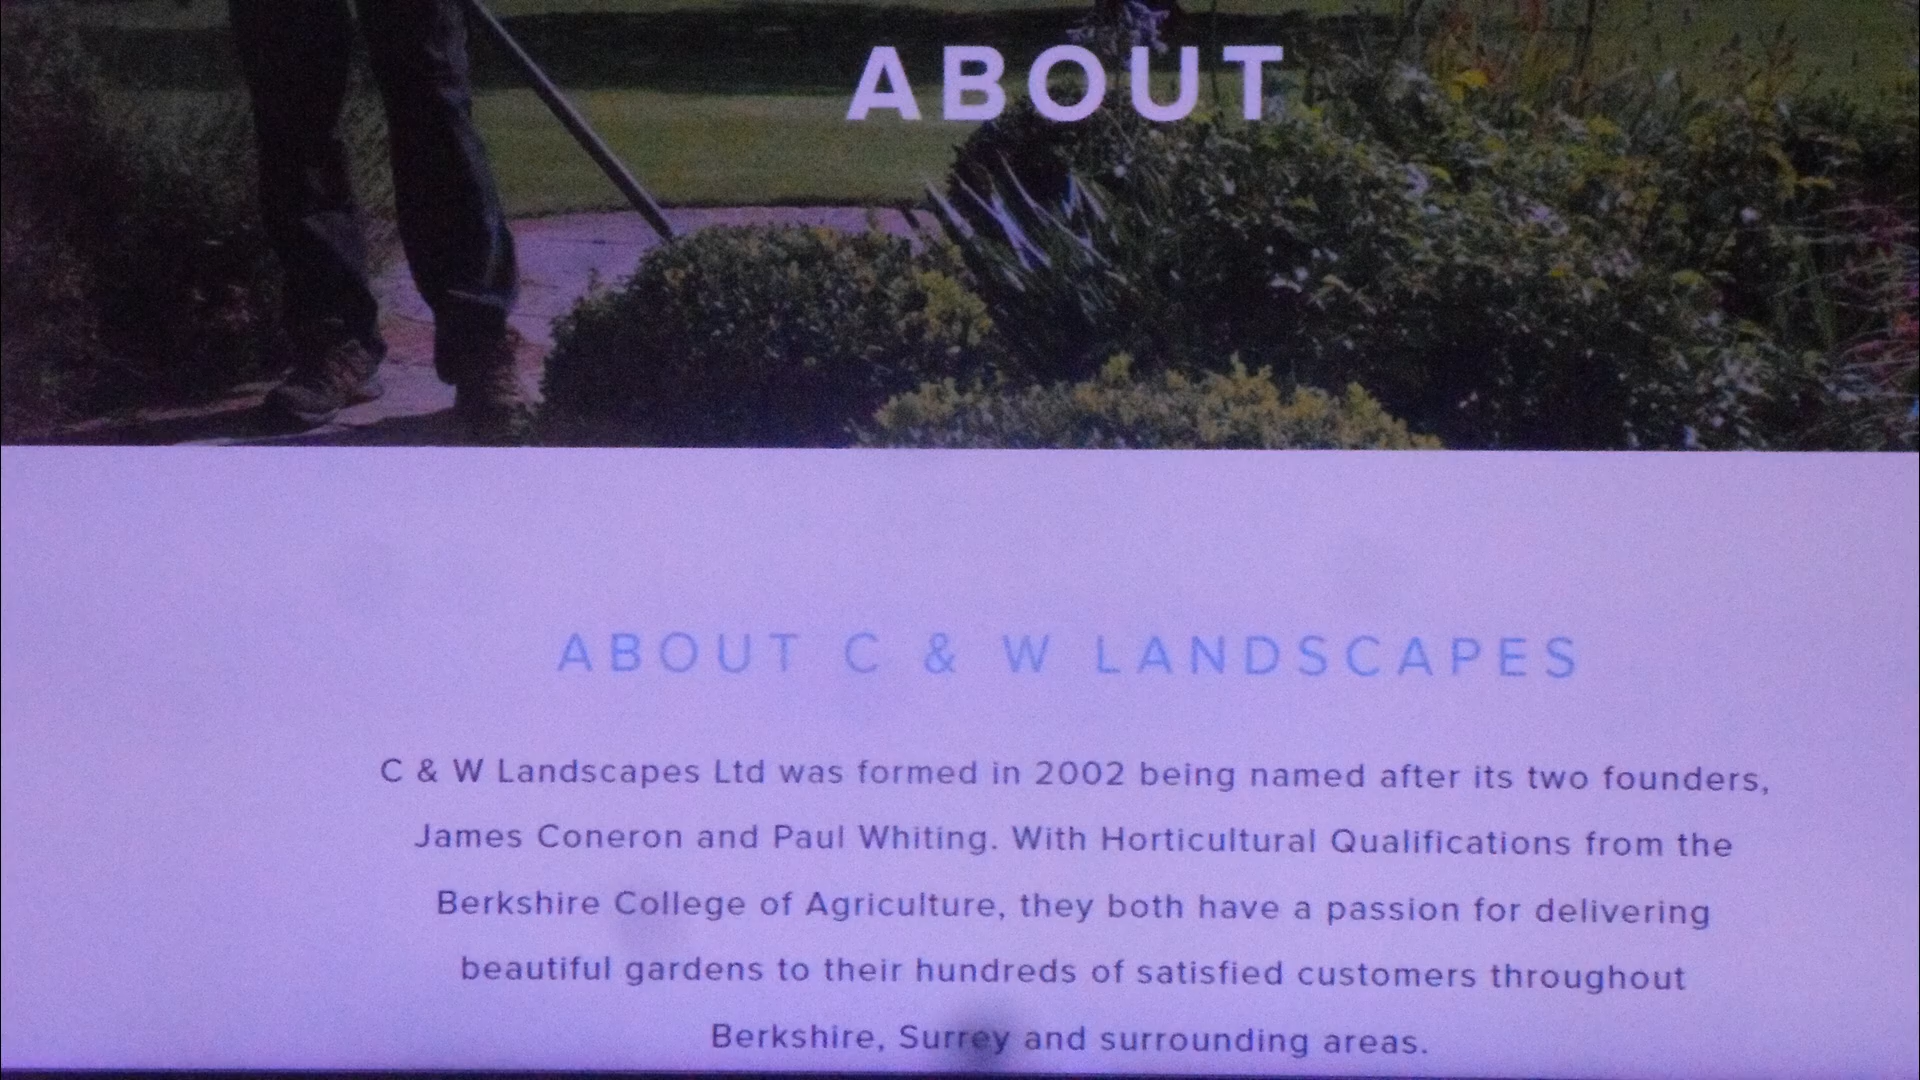 ABOUT
ABOUT C & W LANDSCAPES
C & W Landscapes Ltd was formed in 2002 being named after its two founders,
James Coneron and Paul Whiting. With Horticultural Qualifications from the
Berkshire College of Agriculture, they both have a passion for delivering
beautiful gardens to their hundreds of satisfied customers throughout
Berkshire, Surrey and surrounding areas.